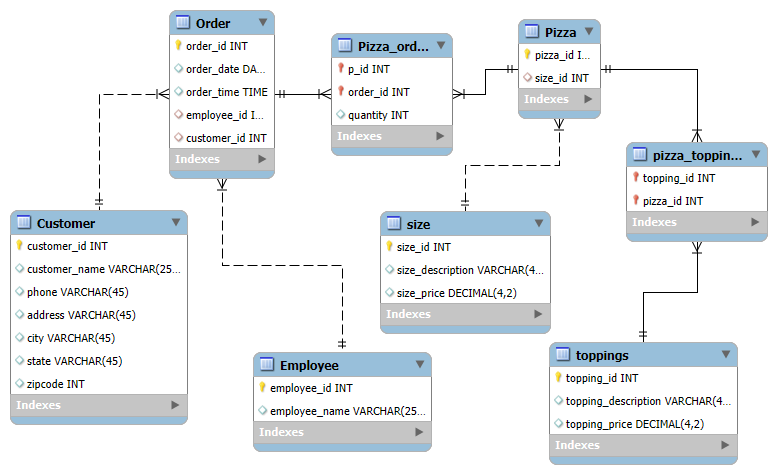 Order
order_id INT
order_date DA...
order_time TIME
employee_id I...
customer_id INT
Indexes
Pizza_ord...
p_id INT
order_id INT
quantity INT
Indexes
Pizza
pizza_id I...
size_id INT
Indexes
pizza_toppin...
topping_id INT
pizza_id INT
Indexes
Customer
customer_id INT
customer_name VARCHAR(25...
phone VARCHAR(45)
address VARCHAR(45)
city VARCHAR(45)
state VARCHAR(45)
zipcode INT
Indexes
size
size_id INT
size_description VARCHAR(4...
size_price DECIMAL(4,2)
Indexes
Employee
employee_id INT
employee_name VARCHAR(25...
Indexes
toppings
topping_id INT
topping_description VARCHAR(4...
topping_price DECIMAL(4,2)
Indexes